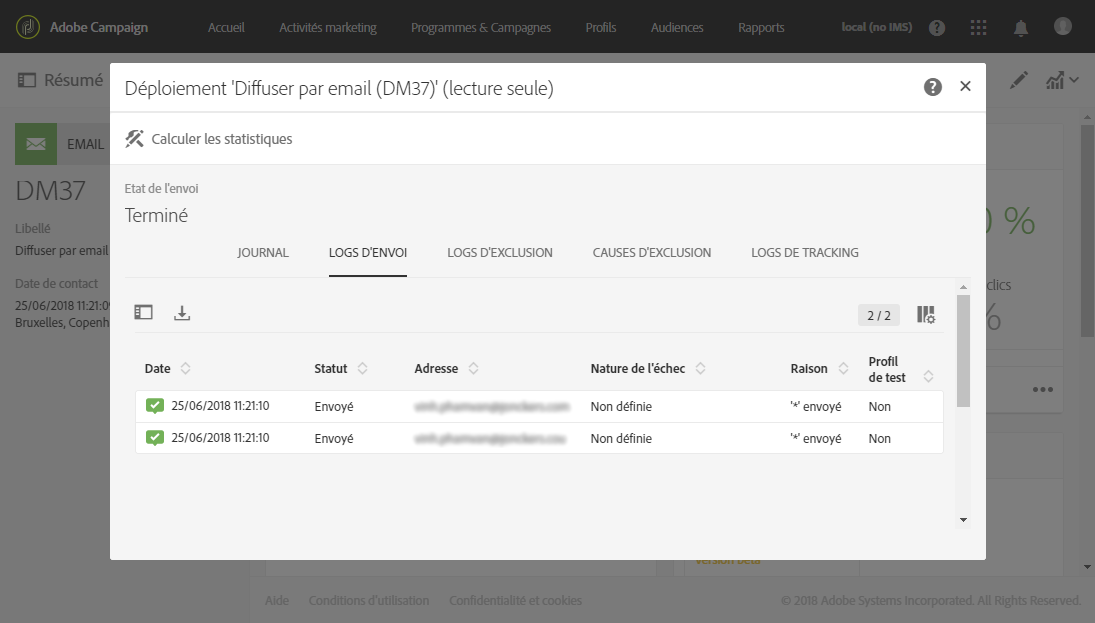 Adobe Campaign
Accueil
Activités marketing
Programmes & Campagnes
Profils
Audiences
Rapports
local (no IMS)
Résumé
Déploiement 'Diffuser par email (DM37)' (lecture seule)
Calculer les statistiques
EMAIL
DM37
Libellé
Diffuser par email
Date de contact
25/06/2018 11:21:09
Bruxelles, Copenh
Etat de l'envoi
Terminé
JOURNAL
LOGS D'ENVOI
LOGS D'EXCLUSION
CAUSES D'EXCLUSION
LOGS DE TRACKING
%
clics
%
2 / 2
Date
Statut
Adresse
Nature de l'échec
Raison
Profil
de test
25/06/2018 11:21:10 Envoyé Non définie '*' envoyé Non
25/06/2018 11:21:10 Envoyé Non définie '*' envoyé Non
version beta
Aide
Conditions d'utilisation
Confidentialité et cookies
© 2018 Adobe Systems Incorporated. All Rights Reserved.